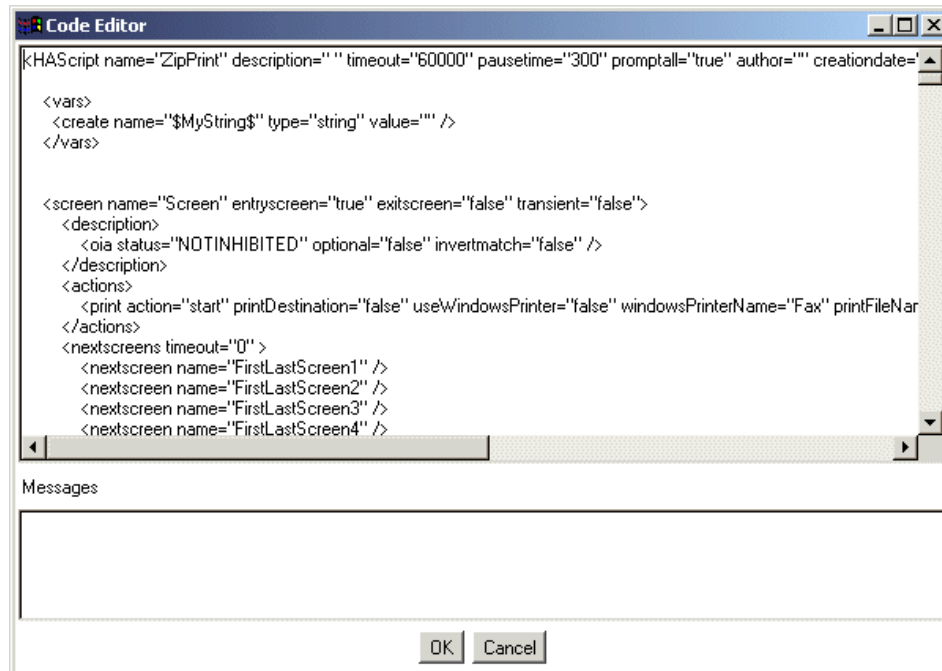 Code Editor
<HAScript name="ZipPrint" description=" " timeout="60000" pausetime="300" promptall="true" author="" creationdate="
<vars>
<create name="$MyString$" type="string" value="" />
</vars>
<screen name="Screen" entryscreen="true" exitscreen="false" transient="false">
<description>
<oia status="NOTINHIBITED" optional="false" invertmatch="false" />
</description>
<actions>
<print action="start" printDestination="false" useWindowsPrinter="false" windowsPrinterName="Fax" printFileNar
</actions>
<nextscreens timeout="0" >
<nextscreen name="FirstLastScreen1" />
<nextscreen name="FirstLastScreen2" />
<nextscreen name="FirstLastScreen3" />
<nextscreen name="FirstLastScreen4" />
Messages
OK Cancel